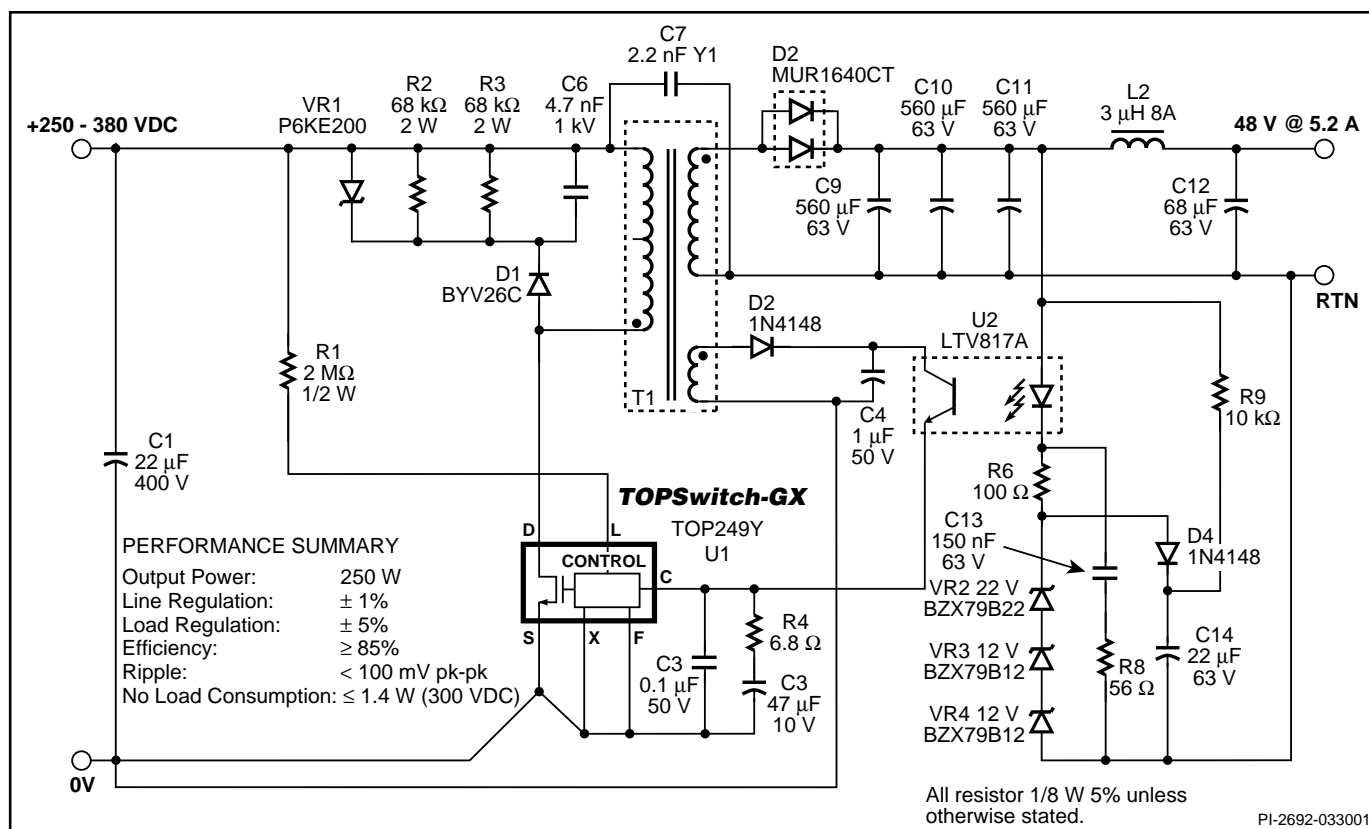 C7
2.2 nF Y1
D2
MUR1640CT
R2
68 kΩ
2 W
R3
68 kΩ
2 W
C6
4.7 nF
1 kV
VR1
P6KE200
C10
560 µF
63 V
C11
560 µF
63 V
L2
3 µH 8A
+250 - 380 VDC
48 V @ 5.2 A
C9
560 µF
63 V
C12
68 µF
63 V
D1
BYV26C
RTN
D2
1N4148
U2
LTV817A
R1
2 MΩ
1/2 W
T1
R9
10 kΩ
C4
1 µF
50 V
C1
22 µF
400 V
R6
100 Ω
TOPSwitch-GX
TOP249Y
U1
C13
150 nF
63 V
D4
1N4148
D
L
CONTROL
C
S
X
F
PERFORMANCE SUMMARY
Output Power: 250 W
Line Regulation: ± 1%
Load Regulation: ± 5%
Efficiency: ≥ 85%
Ripple: < 100 mV pk-pk
No Load Consumption: ≤ 1.4 W (300 VDC)
R4
6.8 Ω
C3
0.1 µF
50 V
C3
47 µF
10 V
VR2 22 V
BZX79B22
VR3 12 V
BZX79B12
VR4 12 V
BZX79B12
R8
56 Ω
C14
22 µF
63 V
0V
All resistor 1/8 W 5% unless
otherwise stated.
PI-2692-033001